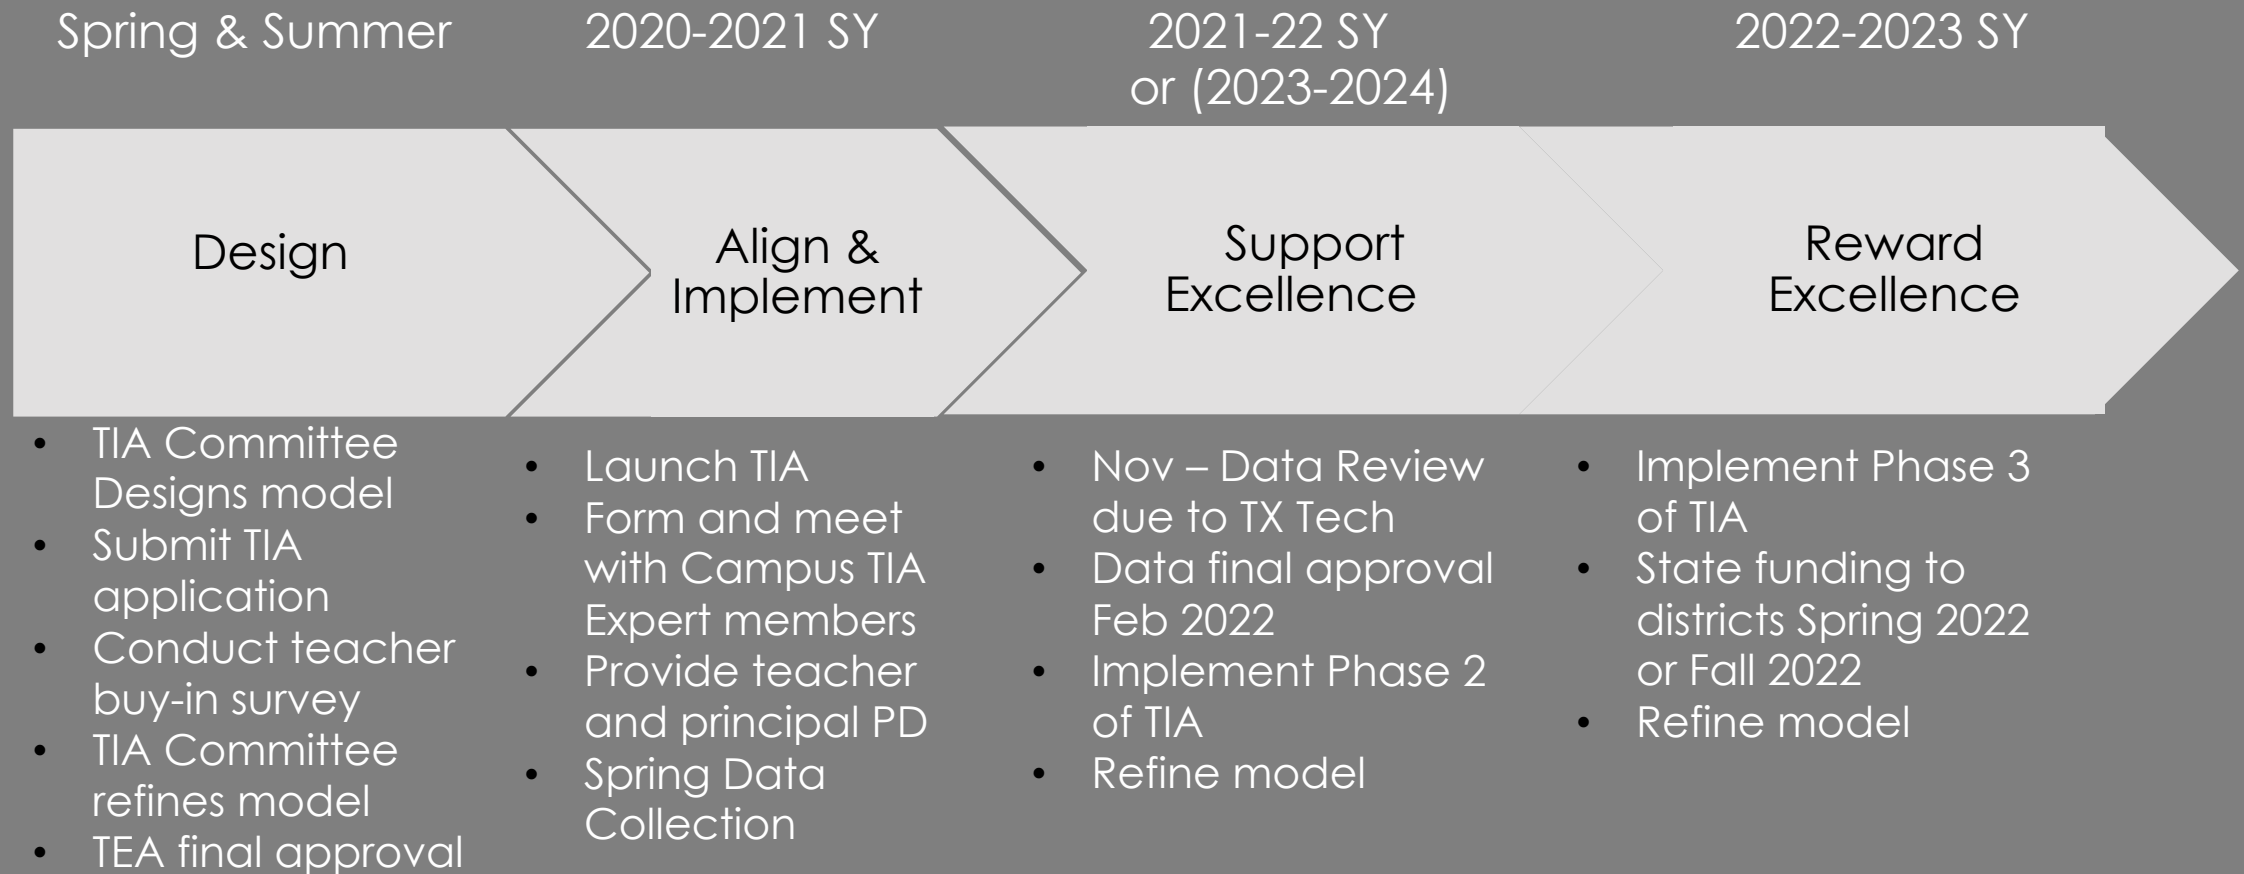 Spring & Summer
2020-2021 SY
2021-22 SY
or (2023-2024)
2022-2023 SY
Design
Align &
Implement
Support
Excellence
Reward
Excellence
• TIA Committee
Designs model
• Submit TIA
application
• Conduct teacher
buy-in survey
• TIA Committee
refines model
• TEA final approval
• Launch TIA
• Form and meet
with Campus TIA
Expert members
• Provide teacher
and principal PD
• Spring Data
Collection
• Nov – Data Review
due to TX Tech
• Data final approval
Feb 2022
• Implement Phase 2
of TIA
• Refine model
• Implement Phase 3
of TIA
• State funding to
districts Spring 2022
or Fall 2022
• Refine model